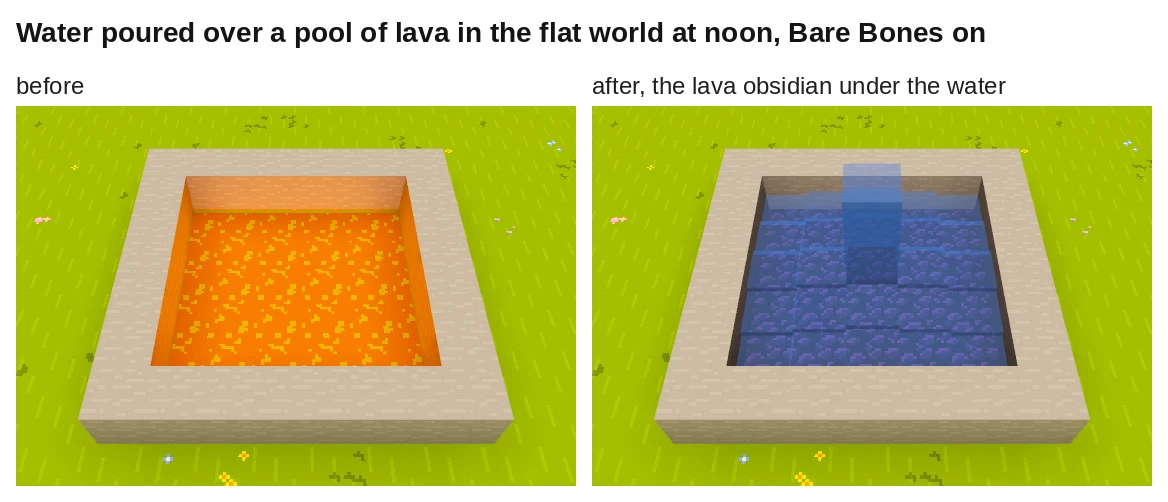 Water poured over a pool of lava in the flat world at noon, Bare Bones on
before
after, the lava obsidian under the water